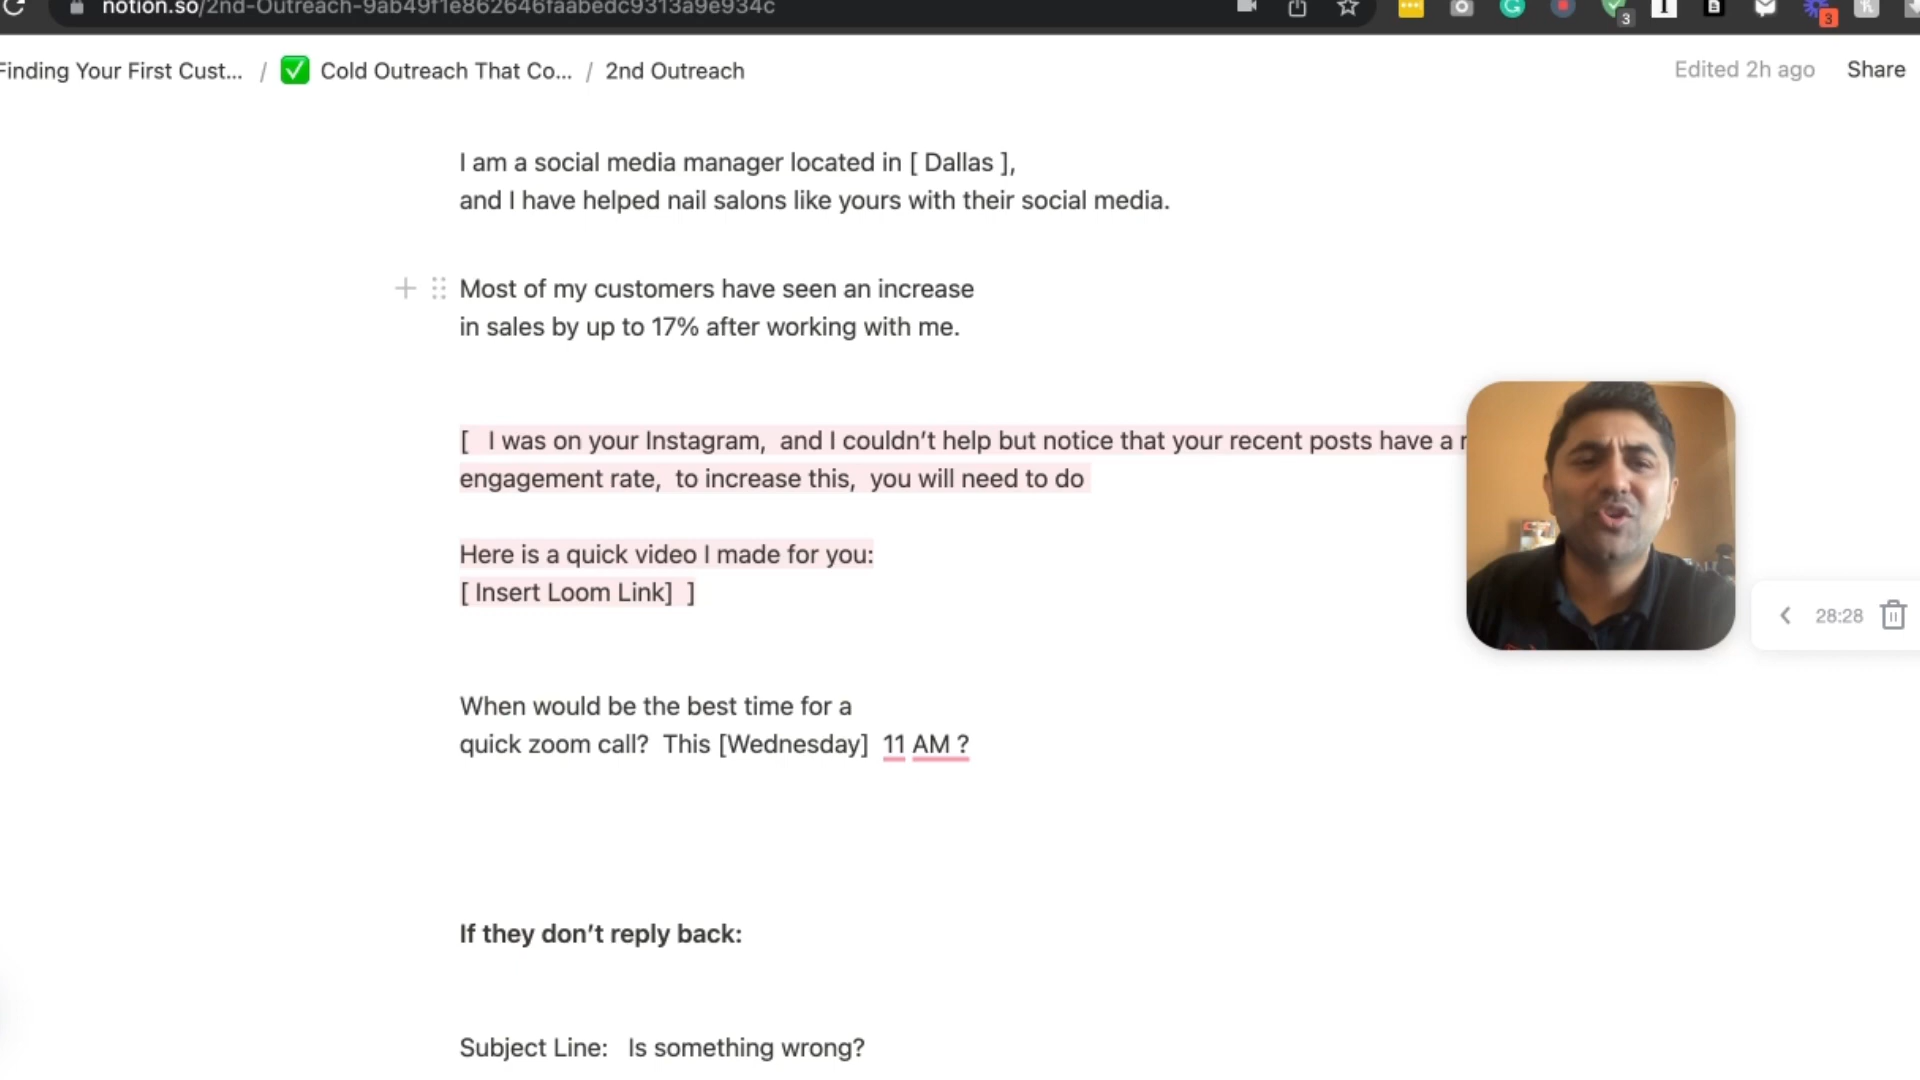 notion.so/2nd-Outreach-9ab49f1e862646faabedc9313a9e934c
3
3
Finding Your First Cust... / Cold Outreach That Co... / 2nd Outreach
Edited 2h ago
Share
I am a social media manager located in [ Dallas ],
and I have helped nail salons like yours with their social media.
Most of my customers have seen an increase
in sales by up to 17% after working with me.
[ I was on your Instagram, and I couldn’t help but notice that your recent posts have a
engagement rate, to increase this, you will need to do
Here is a quick video I made for you:
[ Insert Loom Link] ]
28:28
When would be the best time for a
quick zoom call? This [Wednesday] 11 AM ?
If they don’t reply back:
Subject Line: Is something wrong?